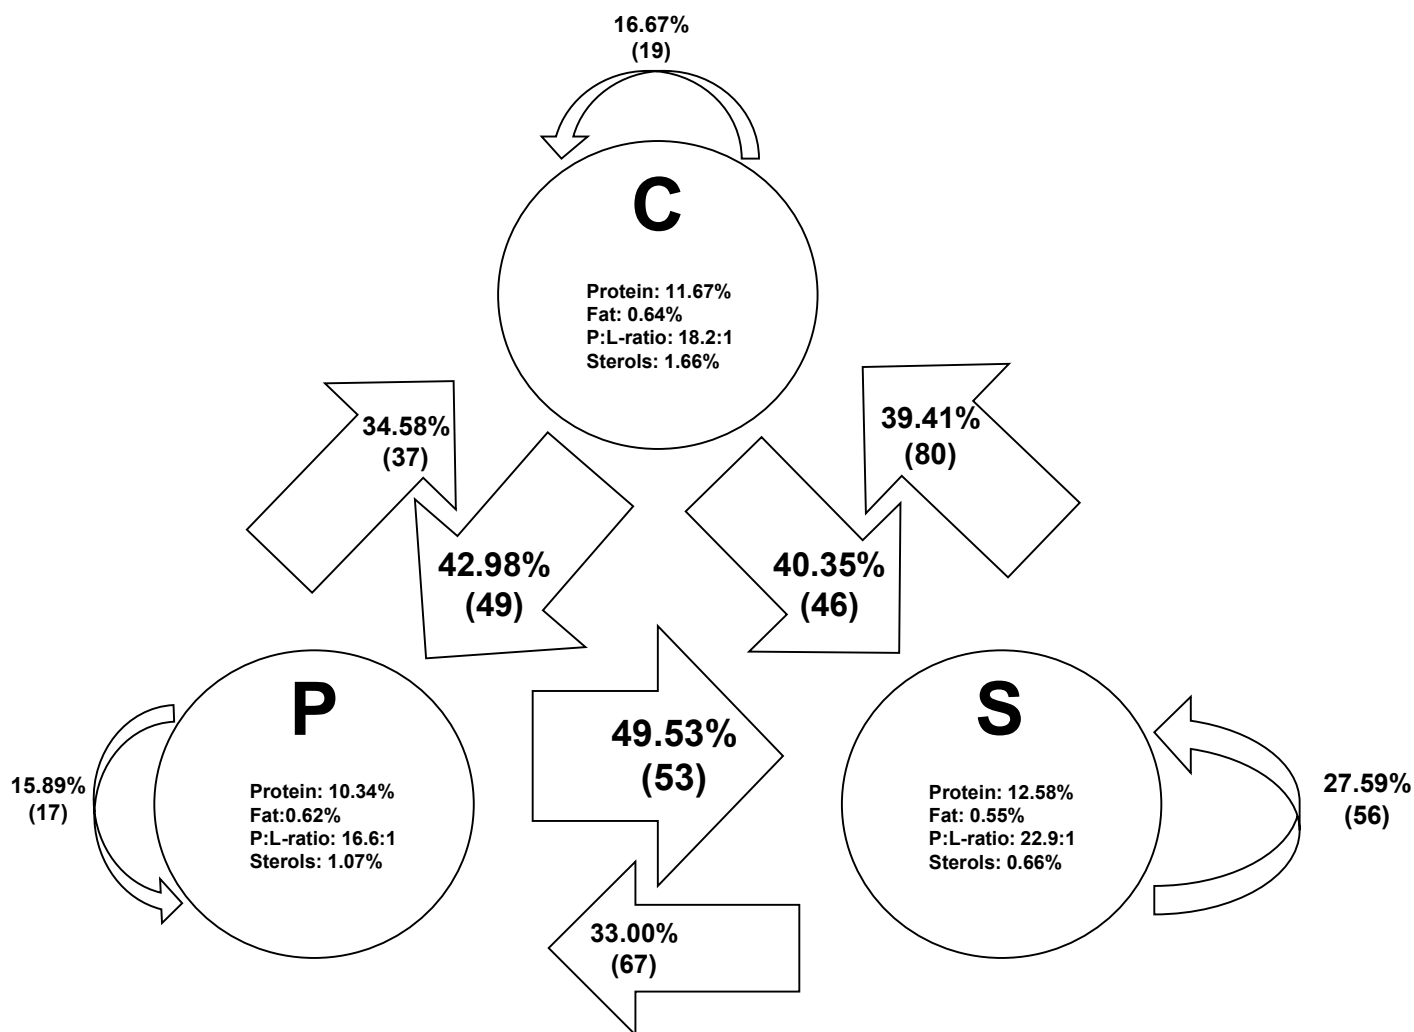 16.67%
(19)
C
Protein: 11.67%
Fat: 0.64%
P:L-ratio: 18.2:1
Sterols: 1.66%
34.58%
(37)
39.41%
(80)
42.98%
(49)
40.35%
(46)
P
Protein: 10.34%
Fat:0.62%
P:L-ratio: 16.6:1
Sterols: 1.07%
15.89%
(17)
49.53%
(53)
S
Protein: 12.58%
Fat: 0.55%
P:L-ratio: 22.9:1
Sterols: 0.66%
27.59%
(56)
33.00%
(67)